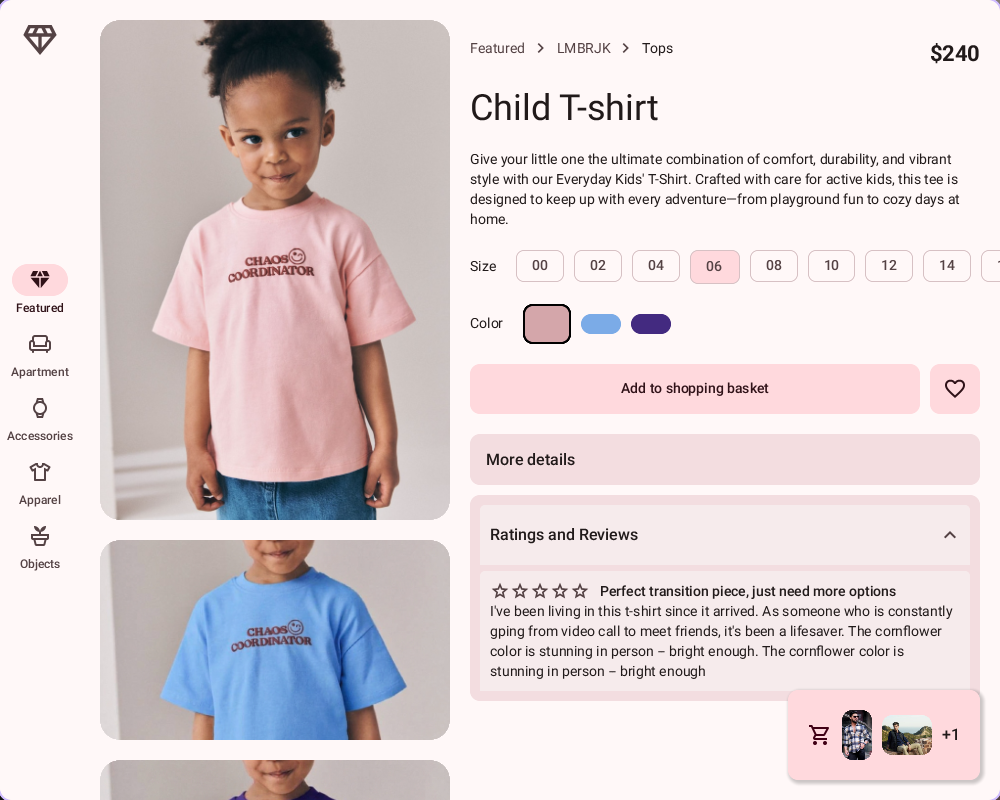 Featured
Apartment
Accessories
Apparel
Objects
CHAOS
COORDINATOR
CHAOS
COORDINATOR
Featured > LMBRJK > Tops
$240
Child T-shirt
Give your little one the ultimate combination of comfort, durability, and vibrant
style with our Everyday Kids' T-Shirt. Crafted with care for active kids, this tee is
designed to keep up with every adventure—from playground fun to cozy days at
home.
Size 00 02 04 06 08 10 12 14
Color
Add to shopping basket
More details
Ratings and Reviews
Perfect transition piece, just need more options
I've been living in this t-shirt since it arrived. As someone who is constantly
gping from video call to meet friends, it's been a lifesaver. The cornflower
color is stunning in person – bright enough. The cornflower color is
stunning in person – bright enough
+1